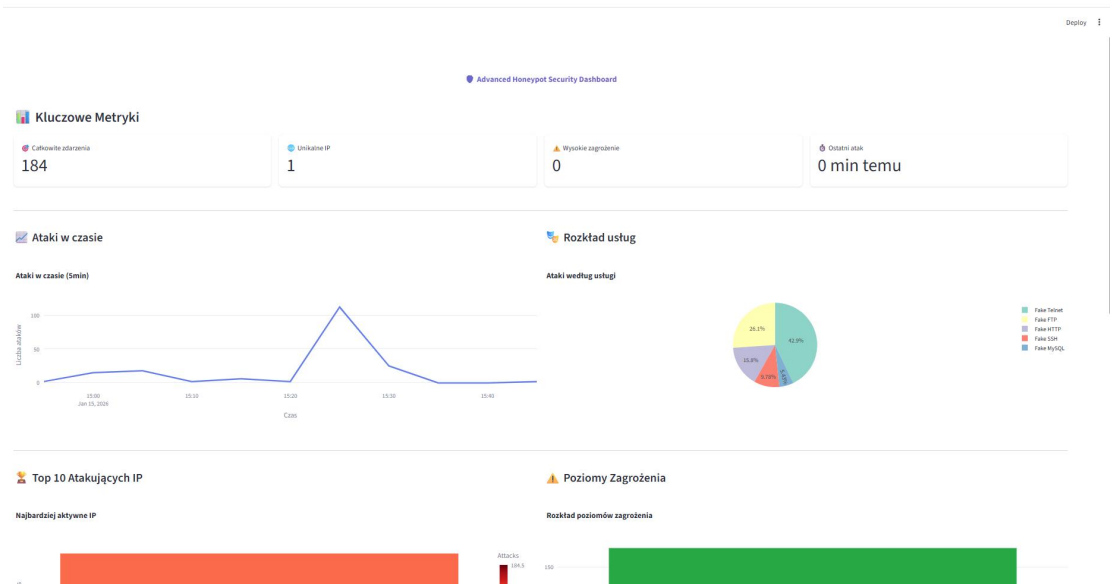 Deploy
Advanced Honeypot Security Dashboard
Kluczowe Metryki
Całkowite zdarzenia
184
Unikalne IP
1
Wysokie zagrożenie
0
Ostatni atak
0 min temu
Ataki w czasie
Ataki w czasie (5min)
Liczba ataków
100
50
0
15:00
Jan 15, 2026
15:10
15:20
15:30
15:40
Czas
Rozkład usług
Ataki według usługi
26.1%
42.9%
15.8%
9.78%
5.43%
Fake Telnet
Fake FTP
Fake HTTP
Fake SSH
Fake MySQL
Top 10 Atakujących IP
Najbardziej aktywne IP
Attacks
184.5
Poziomy Zagrożenia
Rozkład poziomów zagrożenia
150